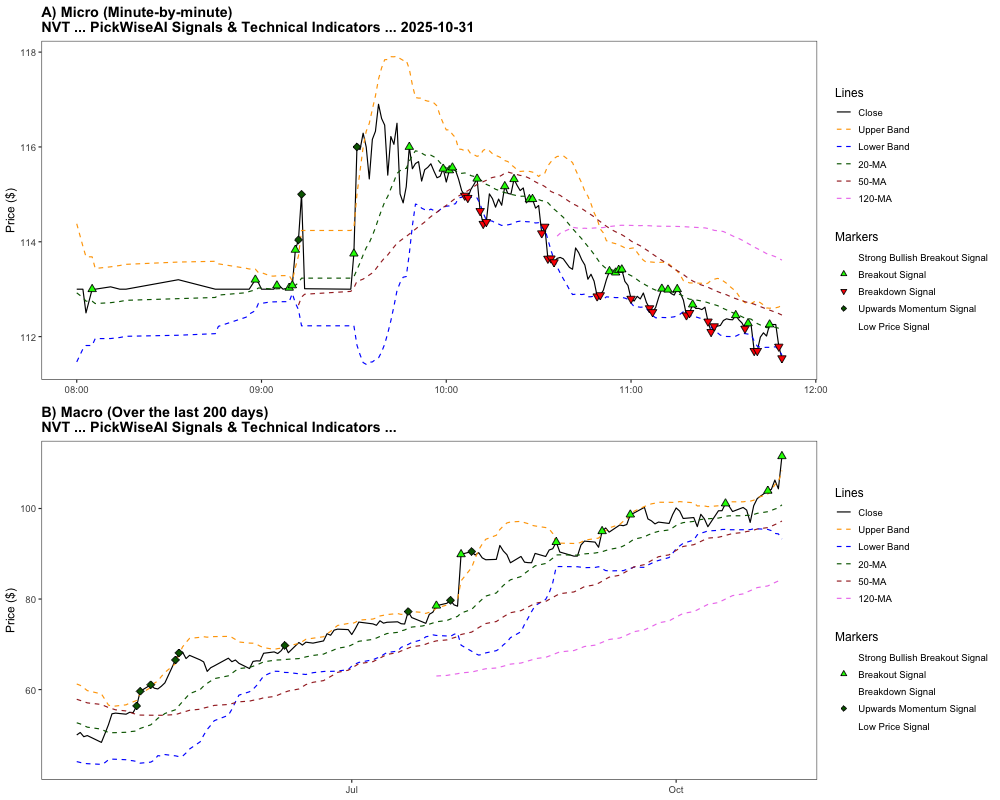 A) Micro (Minute-by-minute)
NVT ... PickWiseAI Signals & Technical Indicators ... 2025-10-31
118
116
114
112
Price ($)
08:00
09:00
10:00
11:00
12:00
Lines
Close
Upper Band
Lower Band
20-MA
50-MA
120-MA
Markers
Strong Bullish Breakout Signal
Breakout Signal
Breakdown Signal
Upwards Momentum Signal
Low Price Signal
B) Macro (Over the last 200 days)
NVT ... PickWiseAI Signals & Technical Indicators ...
100
80
60
Price ($)
Jul
Oct
Lines
Close
Upper Band
Lower Band
20-MA
50-MA
120-MA
Markers
Strong Bullish Breakout Signal
Breakout Signal
Breakdown Signal
Upwards Momentum Signal
Low Price Signal